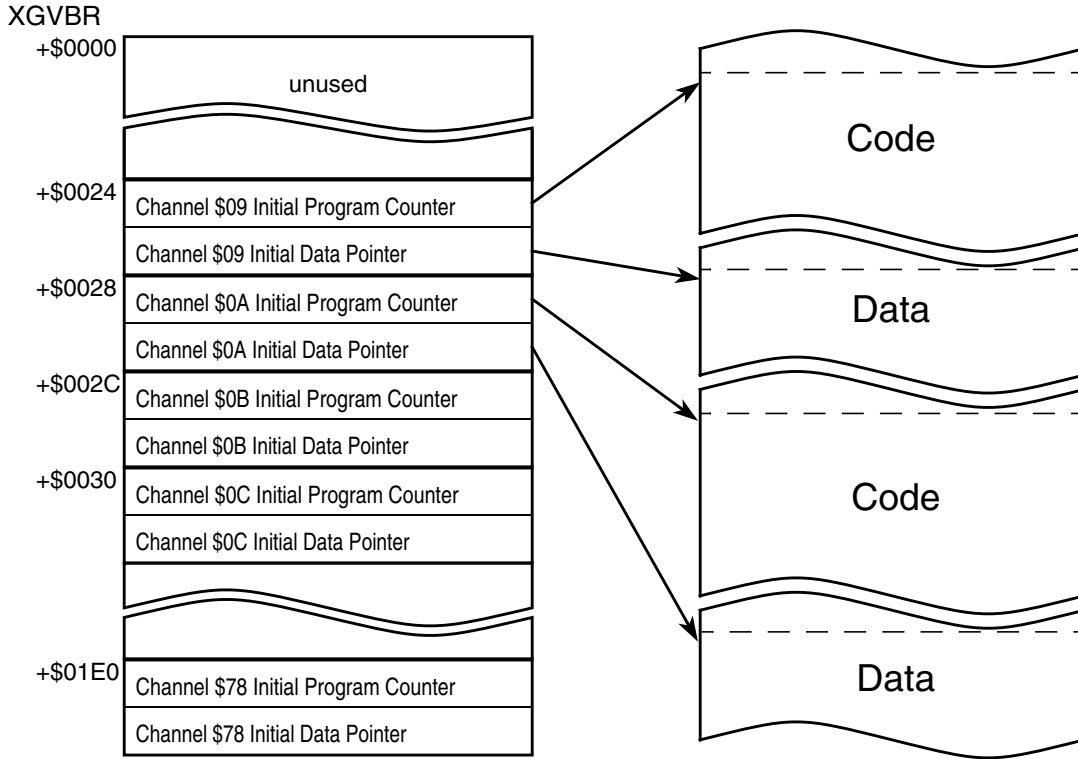 XGVBR
+$0000
unused
+$0024
Channel $09 Initial Program Counter
Channel $09 Initial Data Pointer
+$0028
Channel $0A Initial Program Counter
Channel $0A Initial Data Pointer
+$002C
Channel $0B Initial Program Counter
Channel $0B Initial Data Pointer
+$0030
Channel $0C Initial Program Counter
Channel $0C Initial Data Pointer
+$01E0
Channel $78 Initial Program Counter
Channel $78 Initial Data Pointer
Code
Data
Code
Data